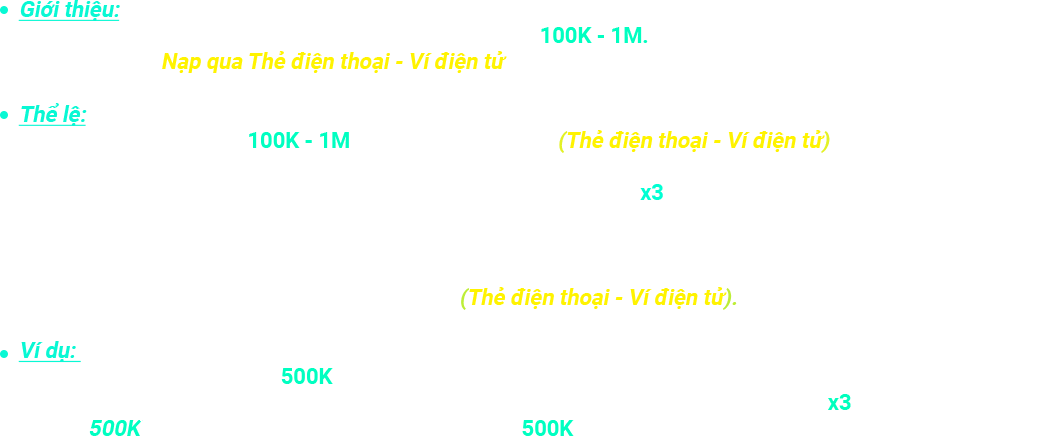 • Giới thiệu:
100K - 1M.
Nạp qua Thẻ điện thoại - Ví điện tử
• Thể lệ:
100K - 1M (Thẻ điện thoại - Ví điện tử)
x3
(Thẻ điện thoại - Ví điện tử).
• Ví dụ:
500K
x3
500K 500K